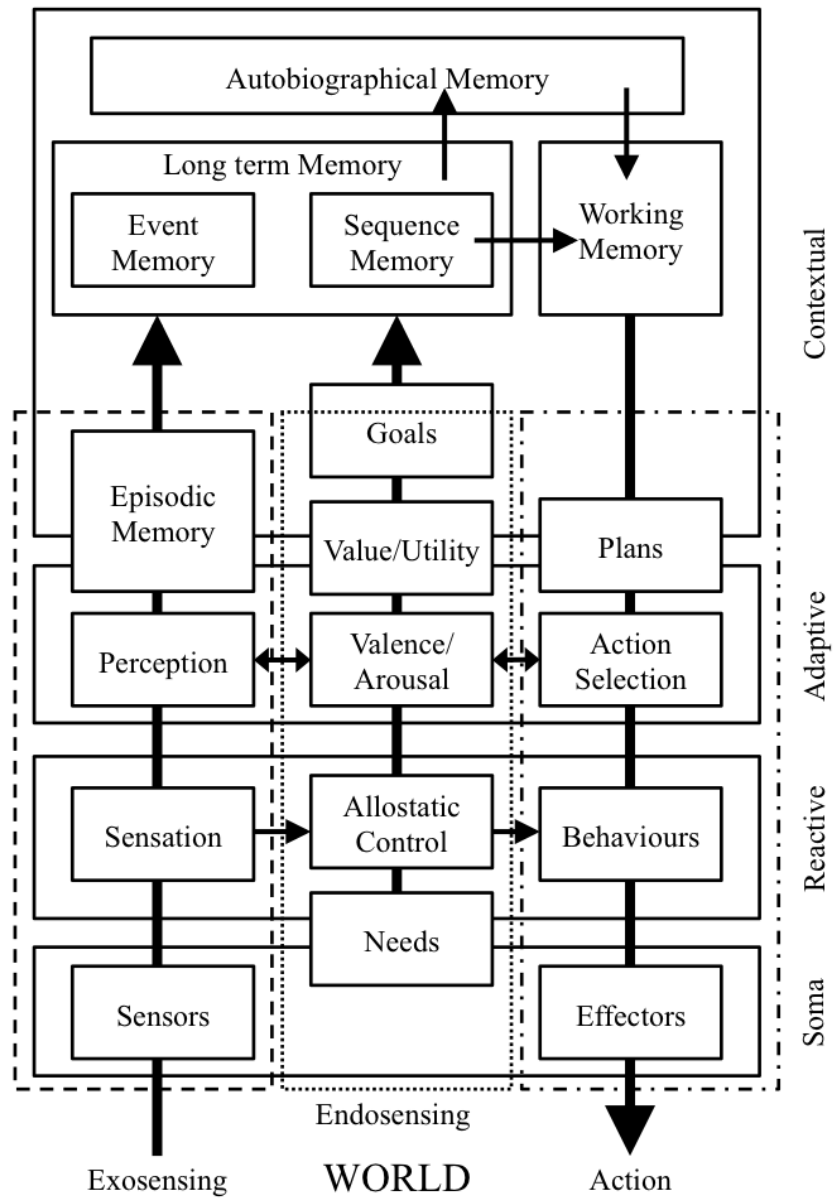 Autobiographical Memory
Long term Memory
Event
Memory
Sequence
Memory
Working
Memory
Contextual
Goals
Episodic
Memory
Value/Utility
Plans
Adaptive
Perception
Valence/
Arousal
Action
Selection
Reactive
Sensation
Allostatic
Control
Behaviours
Needs
Soma
Sensors
Effectors
Endosensing
Exosensing
WORLD
Action